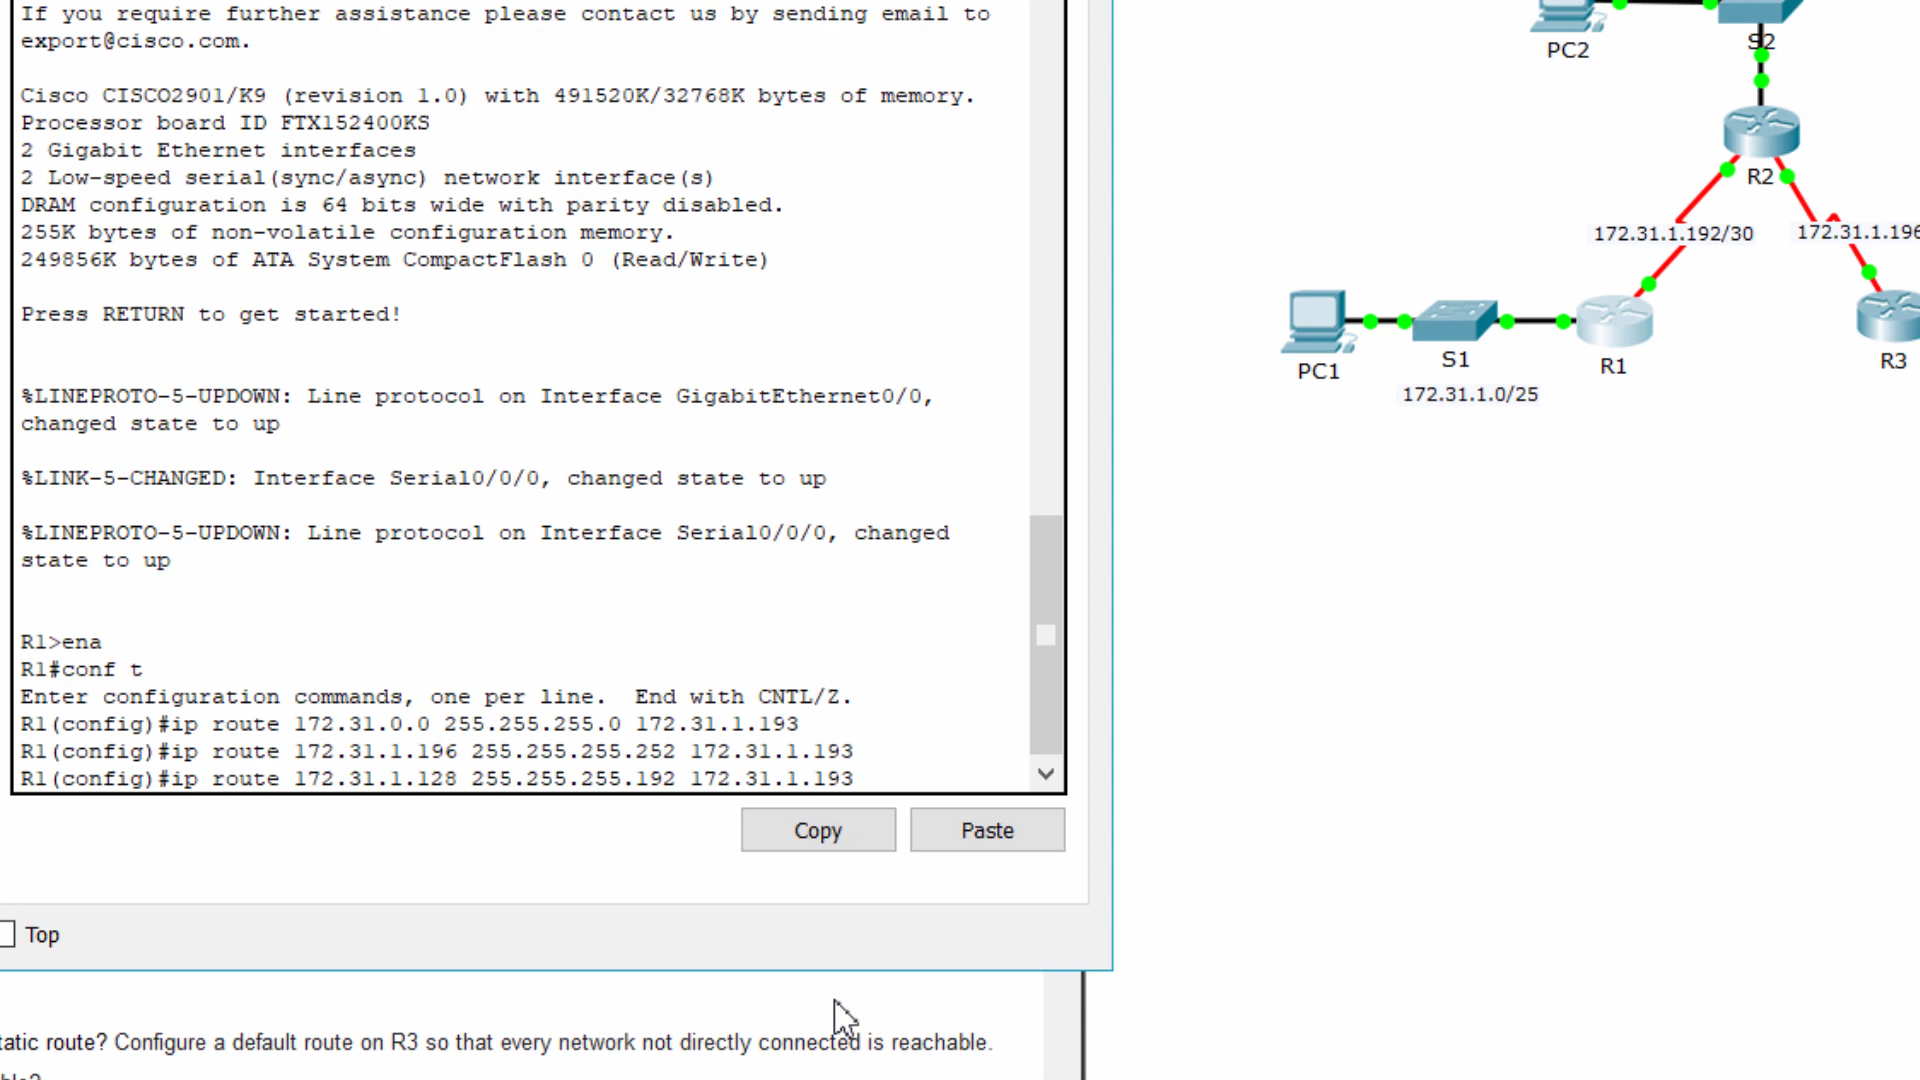 If you require further assistance please contact us by sending email to
export@cisco.com.
Cisco CISCO2901/K9 (revision 1.0) with 491520K/32768K bytes of memory.
Processor board ID FTX152400KS
2 Gigabit Ethernet interfaces
2 Low-speed serial(sync/async) network interface(s)
DRAM configuration is 64 bits wide with parity disabled.
255K bytes of non-volatile configuration memory.
249856K bytes of ATA System CompactFlash 0 (Read/Write)
Press RETURN to get started!
%LINEPROTO-5-UPDOWN: Line protocol on Interface GigabitEthernet0/0,
changed state to up
%LINK-5-CHANGED: Interface Serial0/0/0, changed state to up
%LINEPROTO-5-UPDOWN: Line protocol on Interface Serial0/0/0, changed
state to up
R1>ena
R1#conf t
Enter configuration commands, one per line.  End with CNTL/Z.
R1(config)#ip route 172.31.0.0 255.255.255.0 172.31.1.193
R1(config)#ip route 172.31.1.196 255.255.255.252 172.31.1.193
R1(config)#ip route 172.31.1.128 255.255.255.192 172.31.1.193
Copy
Paste
Top
tatic route? Configure a default route on R3 so that every network not directly connected is reachable.
PC2
S2
R2
172.31.1.192/30
172.31.1.196
PC1
S1
R1
R3
172.31.1.0/25